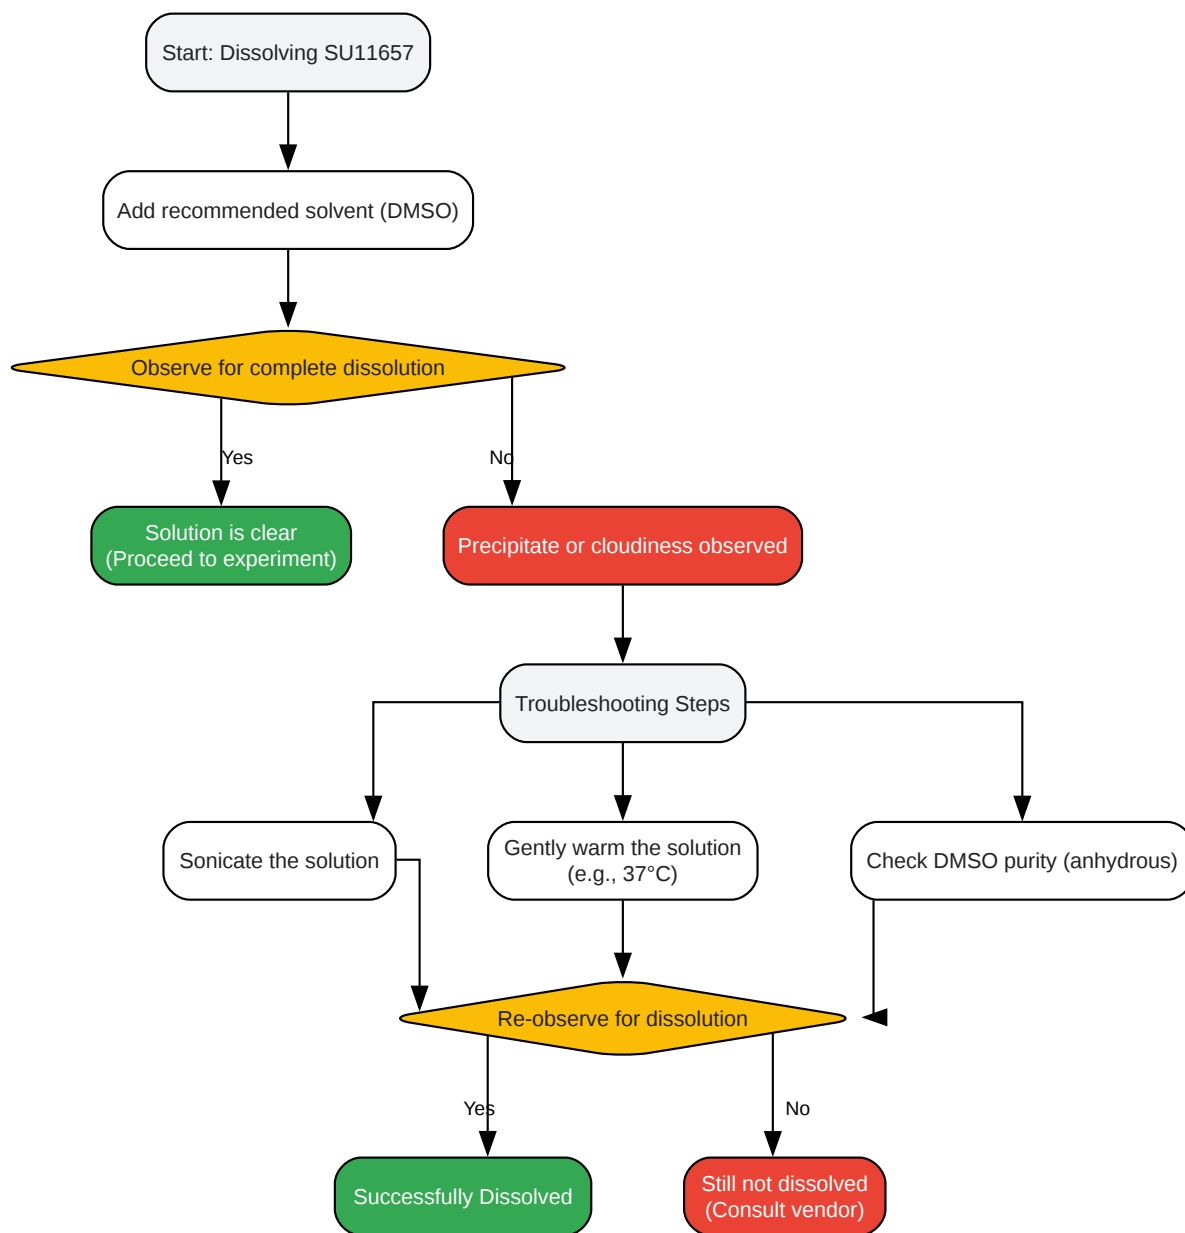 Start: Dissolving SU11657
Add recommended solvent (DMSO)
Observe for complete dissolution
Yes
No
Solution is clear
(Proceed to experiment)
Precipitate or cloudiness observed
Troubleshooting Steps
Sonicate the solution
Gently warm the solution
(e.g., 37°C)
Check DMSO purity (anhydrous)
Re-observe for dissolution
Yes
No
Successfully Dissolved
Still not dissolved
(Consult vendor)